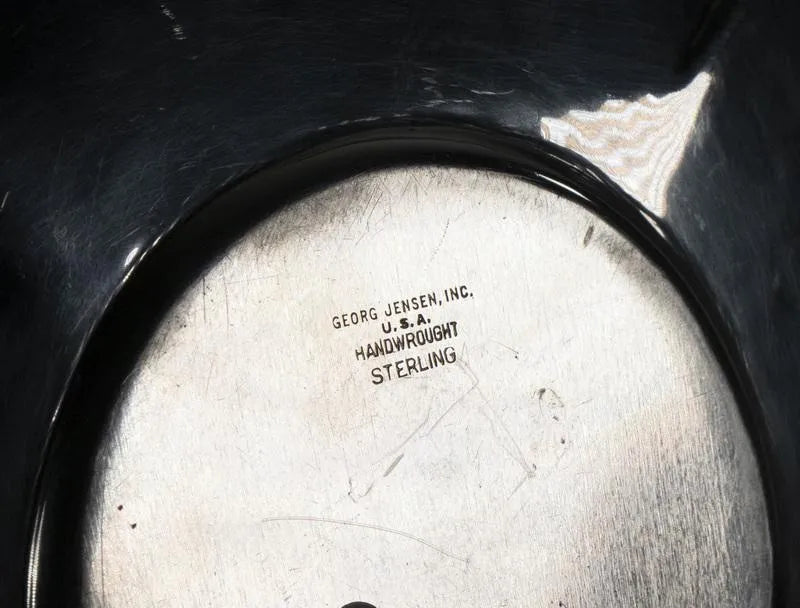 GEORG JENSEN, INC.
U.S.A.
HANDWROUGHT
STERLING